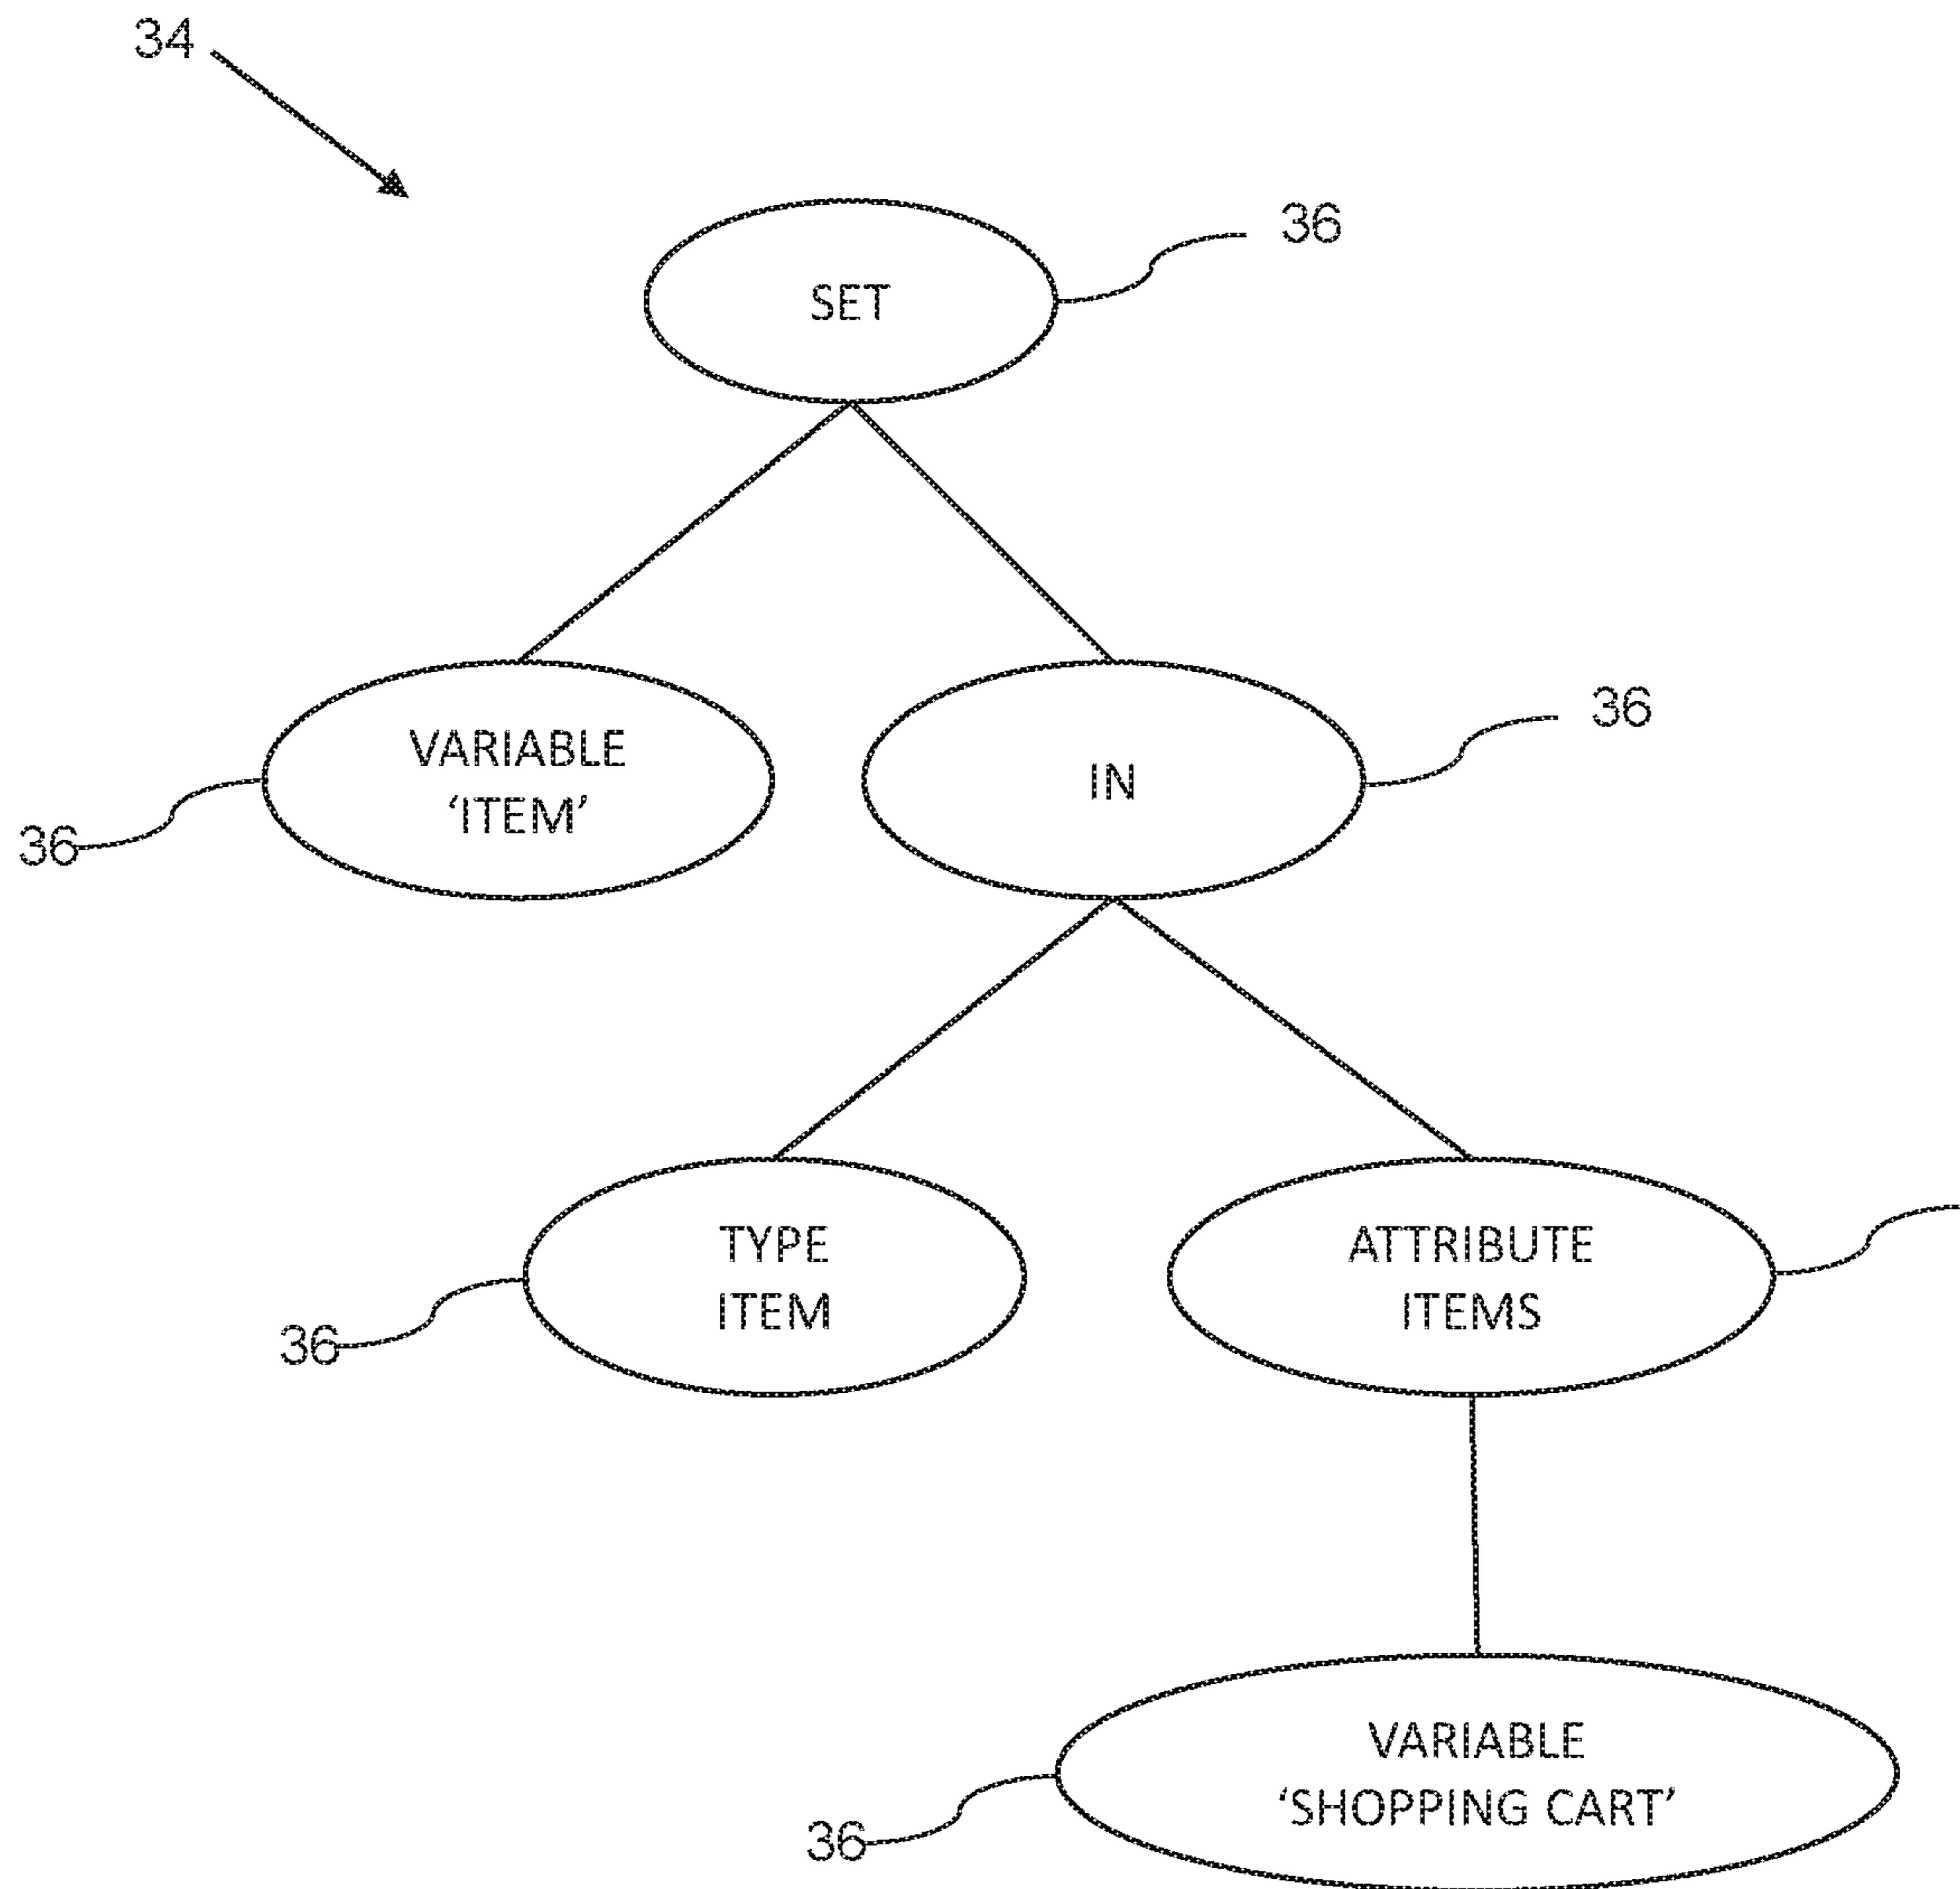 34
36
SET
36
VARIABLE
‘ITEM’
IN
36
TYPE
ITEM
ATTRIBUTE
ITEMS
36
VARIABLE
‘SHOPPING CART’
36